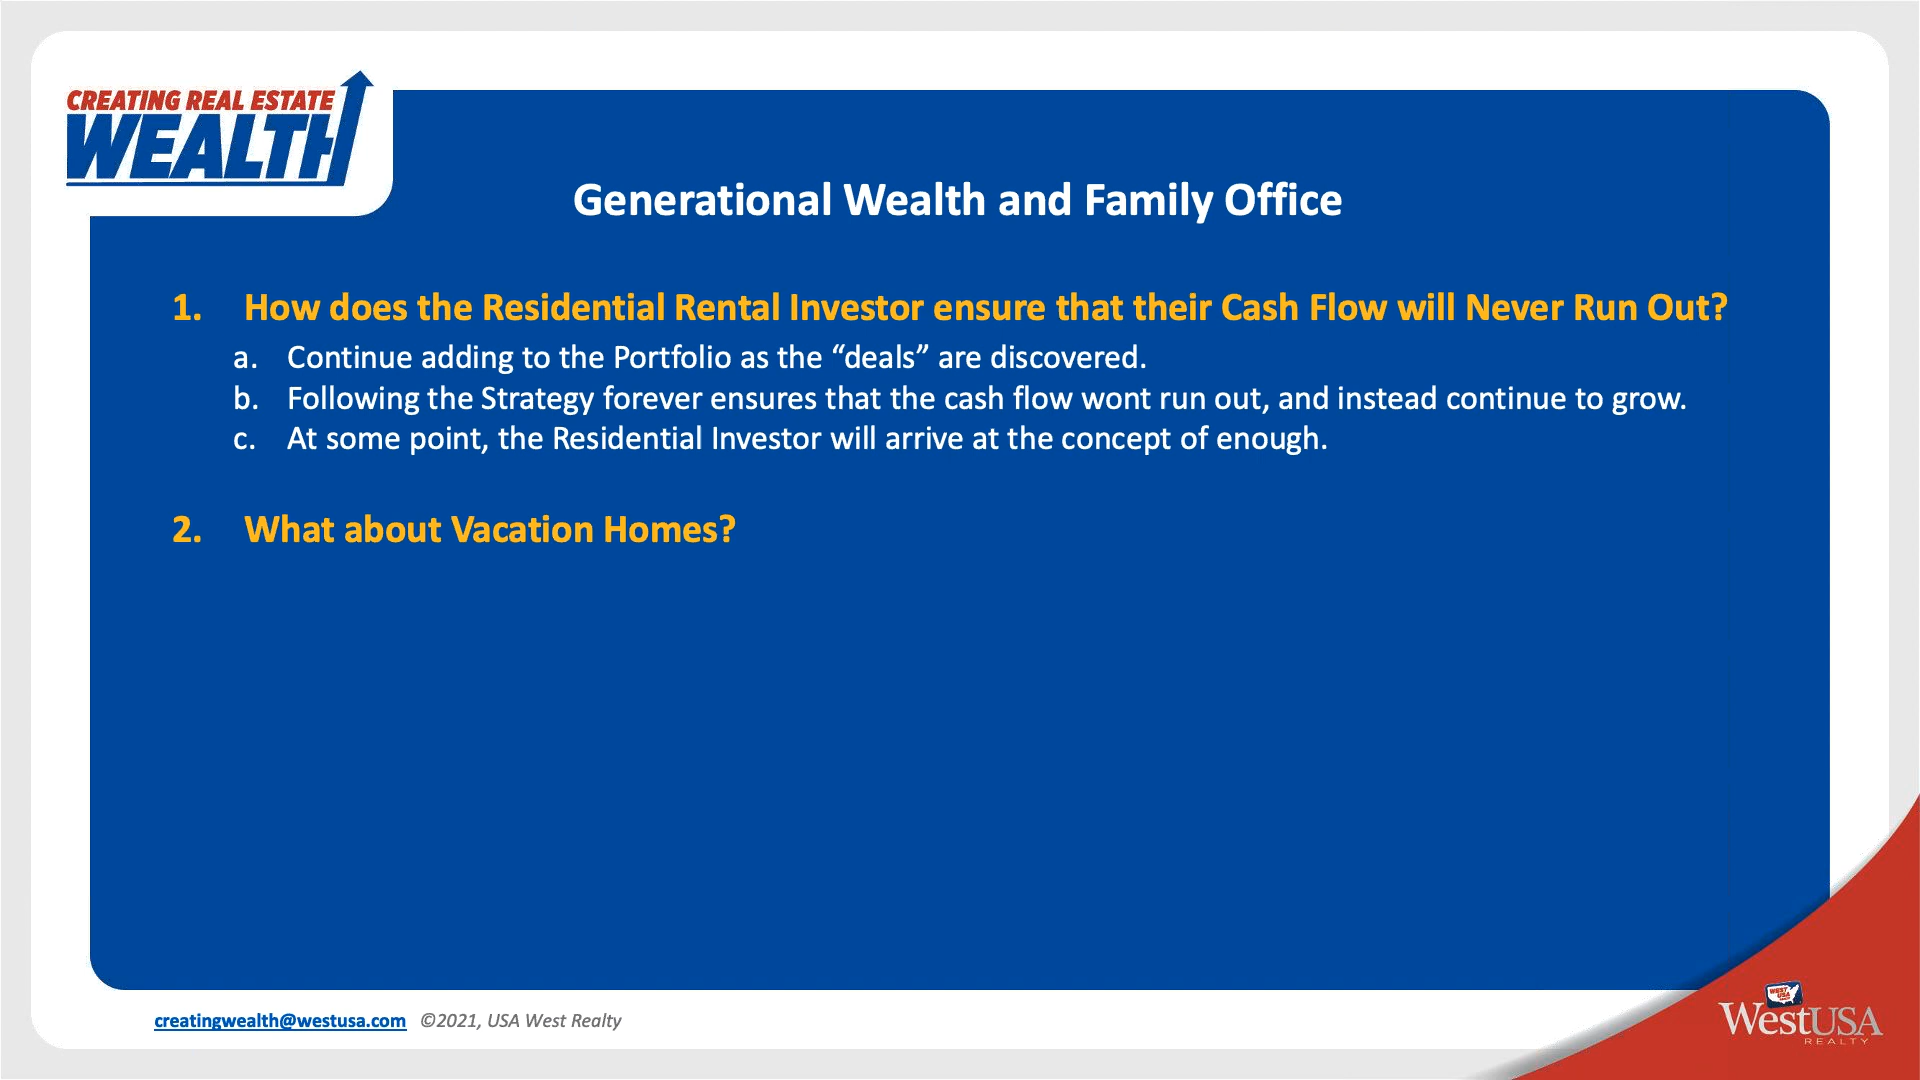 CREATING REAL ESTATE
WEALTH
Generational Wealth and Family Office
1. How does the Residential Rental Investor ensure that their Cash Flow will Never Run Out?
a. Continue adding to the Portfolio as the “deals” are discovered.
b. Following the Strategy forever ensures that the cash flow wont run out, and instead continue to grow.
c. At some point, the Residential Investor will arrive at the concept of enough.
2. What about Vacation Homes?
creatingwealth@westusa.com ©2021, USA West Realty
WEST
USA
WestUSA
REALTY